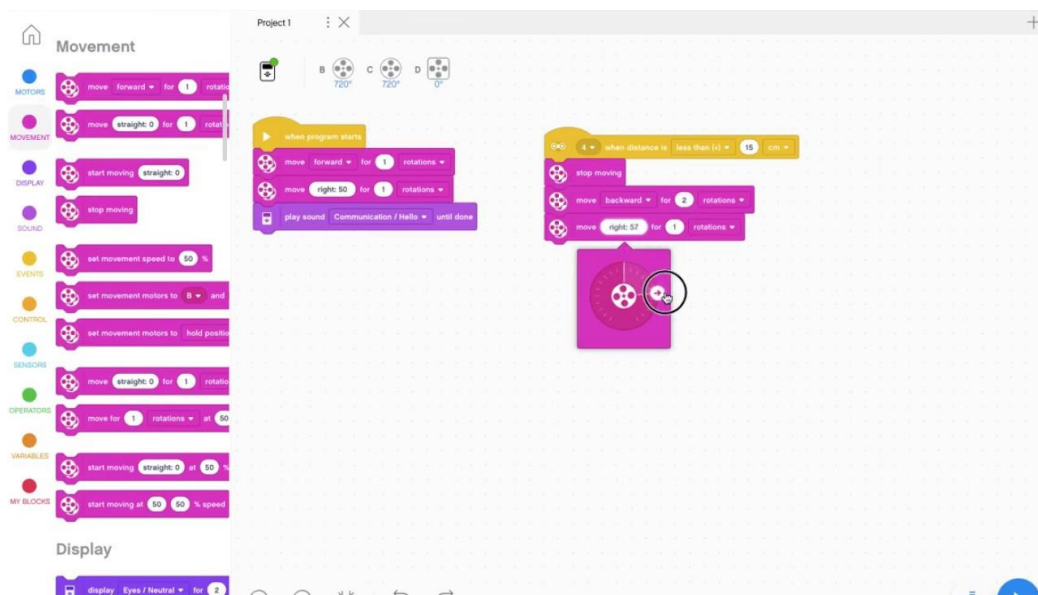 Project 1
Movement
MOTORS
MOVEMENT
DISPLAY
SOUND
EVENTS
CONTROL
SENSORS
OPERATORS
VARIABLES
MY BLOCKS
move forward for 1 rotatio
move straight: 0 for 1 rotati
start moving straight: 0
stop moving
set movement speed to 50 %
set movement motors to B and
set movement motors to hold positio
move straight: 0 for 1 rotatio
move for 1 rotations at 50
start moving straight: 0 at 50 %
start moving at 50 50 % speed
Display
display Eyes / Neutral for 2
B 720° C 720° D 0°
when program starts
move forward for 1 rotations
move right: 50 for 1 rotations
play sound Communication / Hello until done
4 when distance is less than (<) 15 cm
stop moving
move backward for 2 rotations
move right: 57 for 1 rotations